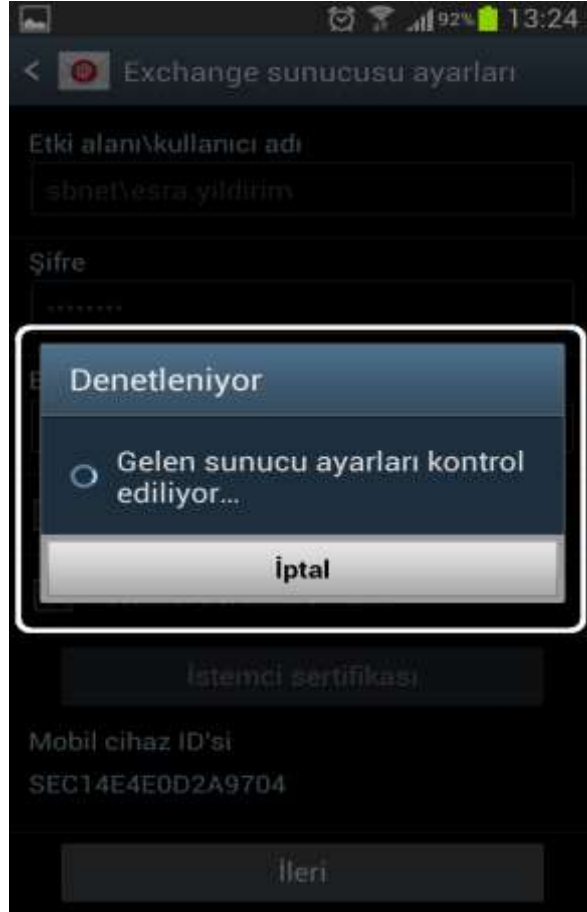 92% 13:24
< Exchange sunucusu ayarları
Etki alanı\kullanıcı adı
sbnet\esra.yildirim
Şifre
........
Denetleniyor
Gelen sunucu ayarları kontrol
ediliyor...
İptal
İstemci sertifikası
Mobil cihaz ID'si
SEC14E4E0D2A9704
İleri